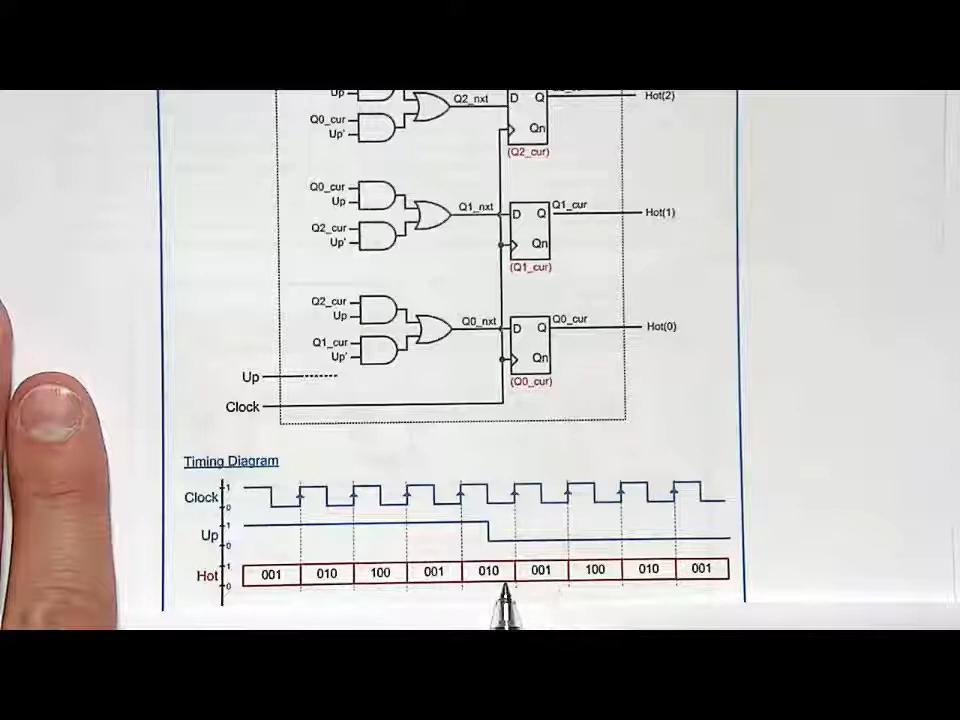 Up
Q0_cur
Up'
Q2_nxt
D Q
Qn
(Q2_cur)
Hot(2)
Q0_cur
Up
Q2_cur
Up'
Q1_nxt
D Q
Qn
(Q1_cur)
Q1_cur
Hot(1)
Q2_cur
Up
Q1_cur
Up'
Q0_nxt
D Q
Qn
(Q0_cur)
Q0_cur
Hot(0)
Up
Clock
Timing Diagram
Clock 1 0
Up 1 0
Hot 1 0 001 010 100 001 010 001 100 010 001